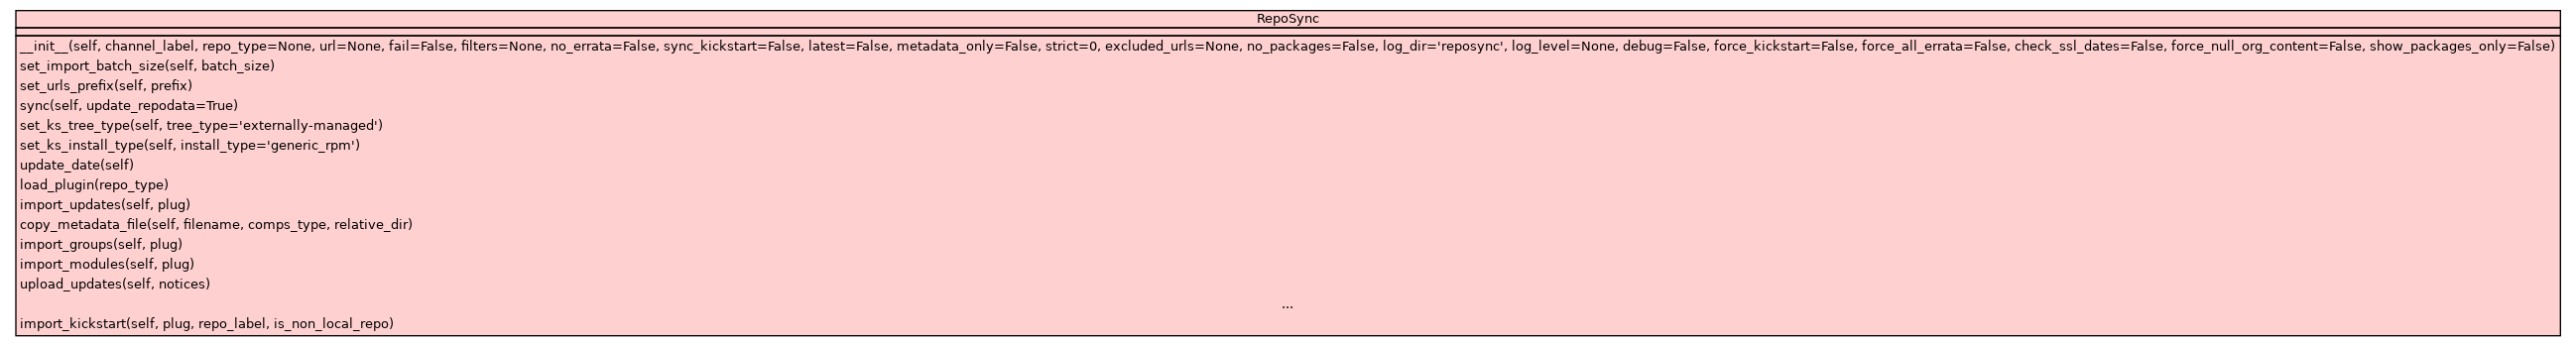 RepoSync
__init__(self, channel_label, repo_type=None, url=None, fail=False, filters=None, no_errata=False, sync_kickstart=False, latest=False, metadata_only=False, strict=0, excluded_urls=None, no_packages=False, log_dir='reposync', log_level=None, debug=False, force_kickstart=False, force_all_errata=False, check_ssl_dates=False, force_null_org_content=False, show_packages_only=False)
set_import_batch_size(self, batch_size)
set_urls_prefix(self, prefix)
sync(self, update_repodata=True)
set_ks_tree_type(self, tree_type='externally-managed')
set_ks_install_type(self, install_type='generic_rpm')
update_date(self)
load_plugin(repo_type)
import_updates(self, plug)
copy_metadata_file(self, filename, comps_type, relative_dir)
import_groups(self, plug)
import_modules(self, plug)
upload_updates(self, notices)
...
import_kickstart(self, plug, repo_label, is_non_local_repo)